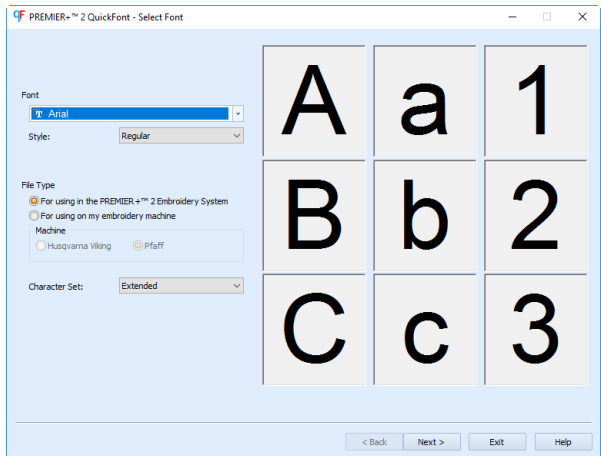 PREMIER+™ 2 QuickFont - Select Font
Font
Arial
Style: Regular
File Type
For using in the PREMIER+™ 2 Embroidery System
For using on my embroidery machine
Machine
Husqvarna Viking Pfaff
Character Set: Extended
A a 1
B b 2
C c 3
< Back Next > Exit Help